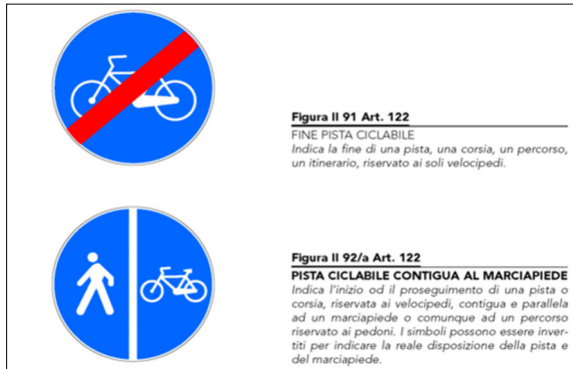 Figura II 91 Art. 122
FINE PISTA CICLABILE
Indica la fine di una pista, una corsia, un percorso,
un itinerario, riservato ai soli velocipedi.
Figura II 92/a Art. 122
PISTA CICLABILE CONTIGUA AL MARCIAPIEDE
Indica l'inizio od il proseguimento di una pista o
corsia, riservata ai velocipedi, contigua e parallela
ad un marciapiede o comunque ad un percorso
riservato ai pedoni. I simboli possono essere inver-
titi per indicare la reale disposizione della pista e
del marciapiede.